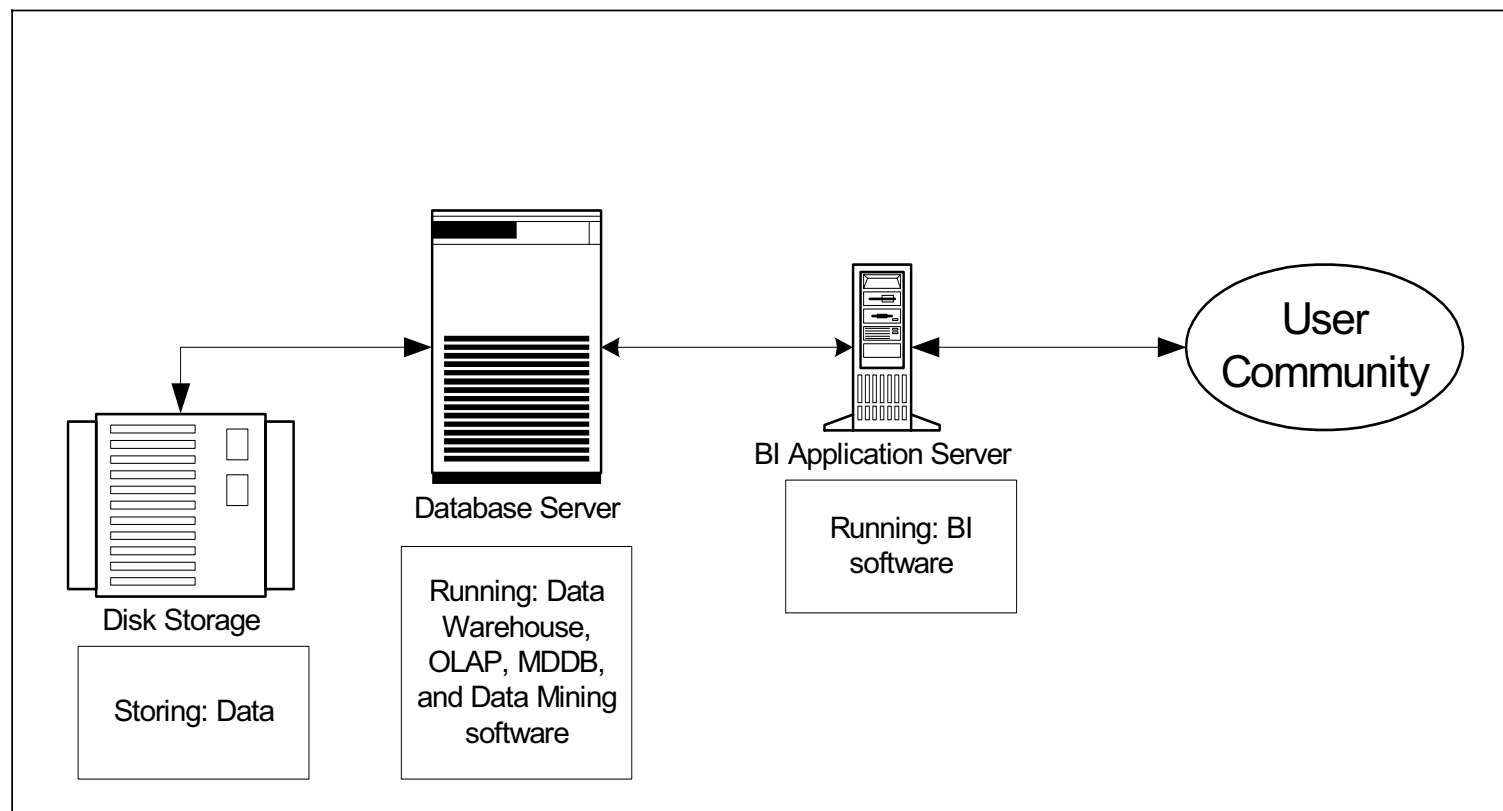 User
Community
BI Application Server
Running: BI
software
Database Server
Running: Data
Warehouse,
OLAP, MDDB,
and Data Mining
software
Disk Storage
Storing: Data